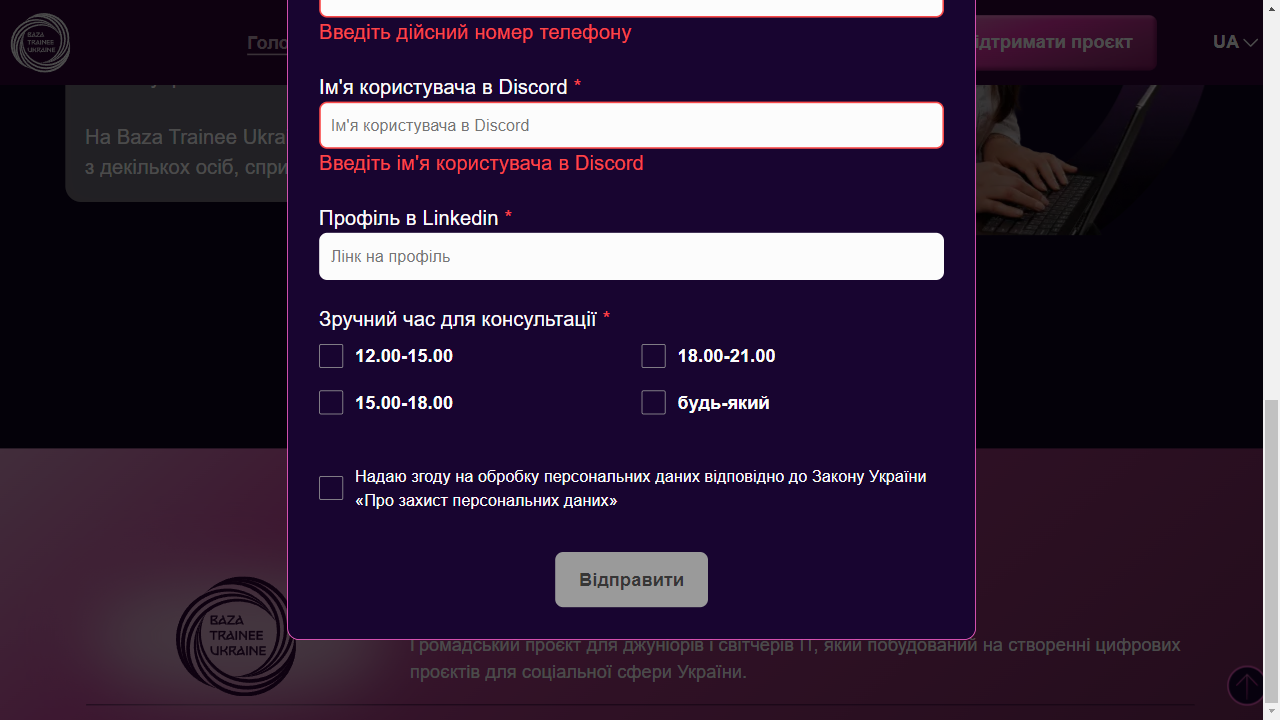 BAZA
TRAINEE
UKRAINE
Голо
ідтримати проєкт
UA
Введіть дійсний номер телефону
Ім'я користувача в Discord *
Ім'я користувача в Discord
Введіть ім'я користувача в Discord
На Baza Trainee Ukra
з декількох осіб, спри
Профіль в Linkedin *
Лінк на профіль
Зручний час для консультації *
12.00-15.00
18.00-21.00
15.00-18.00
будь-який
Надаю згоду на обробку персональних даних відповідно до Закону України
«Про захист персональних даних»
Відправити
BAZA
TRAINEE
UKRAINE
Громадський проєкт для джуніорів і світчерів ІТ, який побудований на створенні цифрових
проєктів для соціальної сфери України.